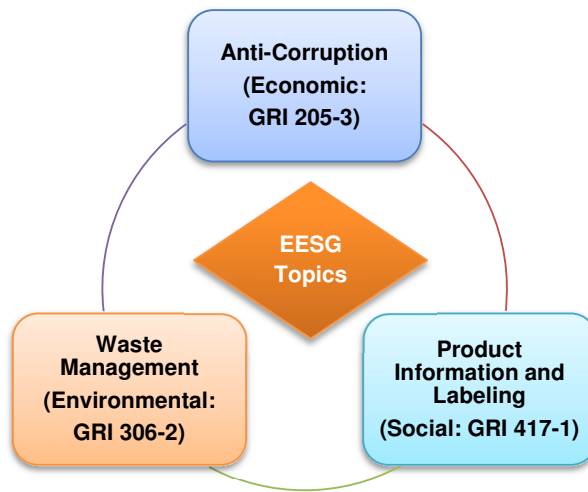 Anti-Corruption
(Economic:
GRI 205-3)
EESG
Topics
Waste
Management
(Environmental:
GRI 306-2)
Product
Information and
Labeling
(Social: GRI 417-1)